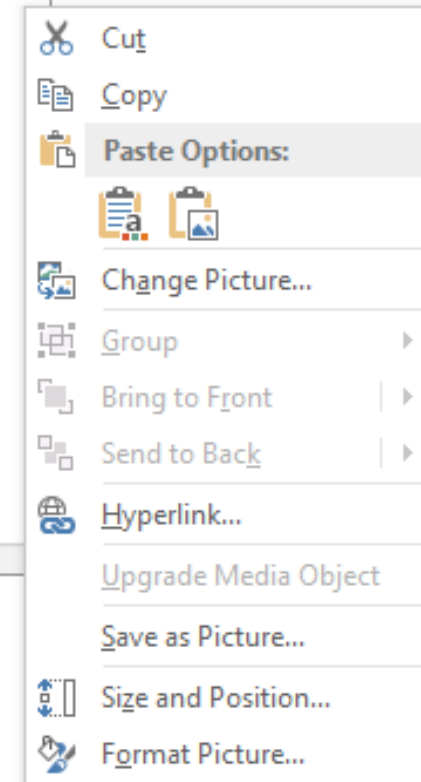 Cut
Copy
Paste Options:
a
Change Picture...
Group
Bring to Front
Send to Back
Hyperlink...
Upgrade Media Object
Save as Picture...
Size and Position...
Format Picture...